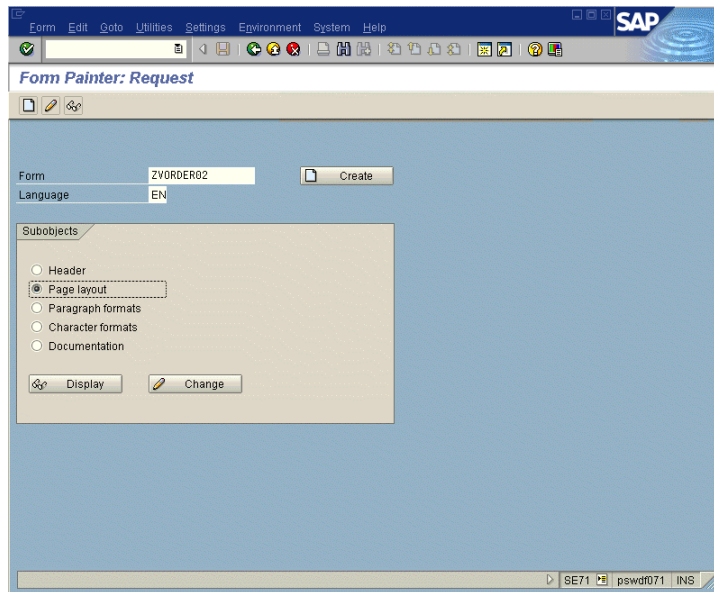 Form Edit Goto Utilities Settings Environment System Help
SAP
Form Painter: Request
Form ZVORDER02 Create
Language EN
Subobjects
Header
Page layout
Paragraph formats
Character formats
Documentation
Display Change
SE71 pswdf071 INS